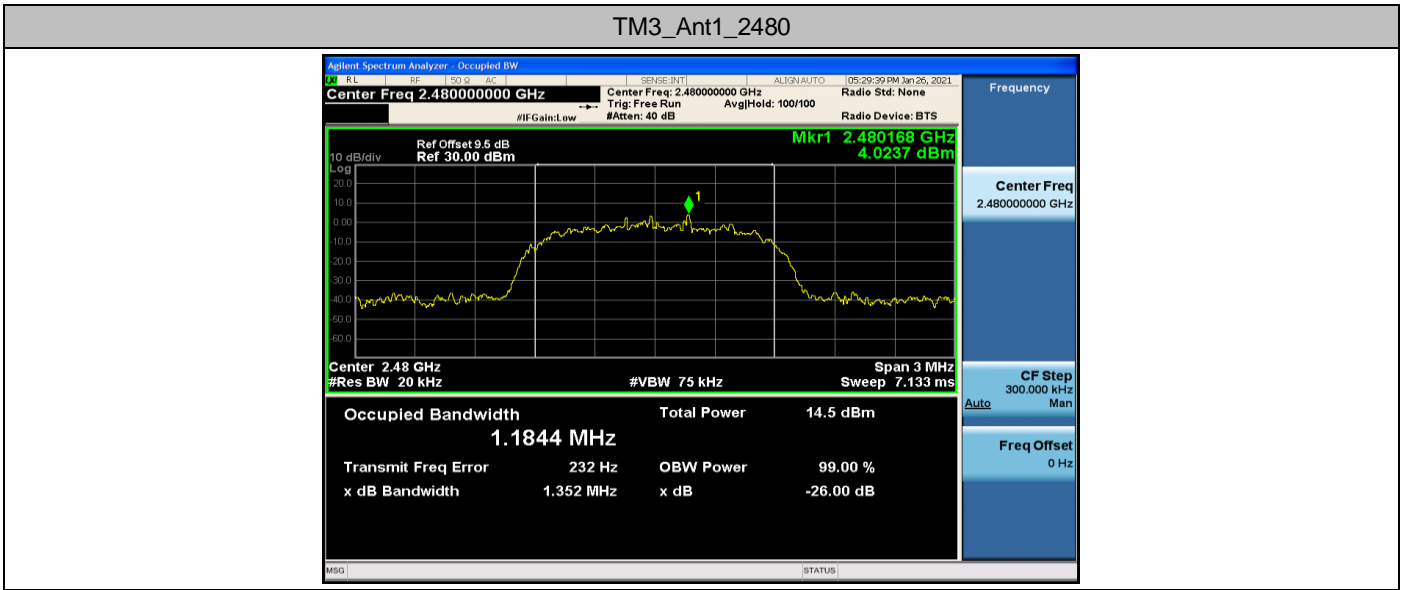 TM3_Ant1_2480
Agilent Spectrum Analyzer - Occupied BW
LXI RL RF 50 Ω AC SENSE:INT ALIGN AUTO 05:29:39 PM Jan 26, 2021
Center Freq 2.480000000 GHz Center Freq: 2.480000000 GHz Radio Std: None Frequency
Trig: Free Run Avg|Hold: 100/100
#IFGain:Low #Atten: 40 dB Radio Device: BTS
Mkr1 2.480168 GHz
4.0237 dBm
Ref Offset 9.5 dB
10 dB/div Ref 30.00 dBm
Log
20.0
10.0
0.00
-10.0
-20.0
-30.0
-40.0
-50.0
-60.0
1
Center 2.48 GHz Span 3 MHz
#Res BW 20 kHz #VBW 75 kHz Sweep 7.133 ms
Occupied Bandwidth Total Power 14.5 dBm
1.1844 MHz
Transmit Freq Error 232 Hz OBW Power 99.00 %
x dB Bandwidth 1.352 MHz x dB -26.00 dB
Center Freq
2.480000000 GHz
CF Step
300.000 kHz
Auto Man
Freq Offset
0 Hz
MSG STATUS